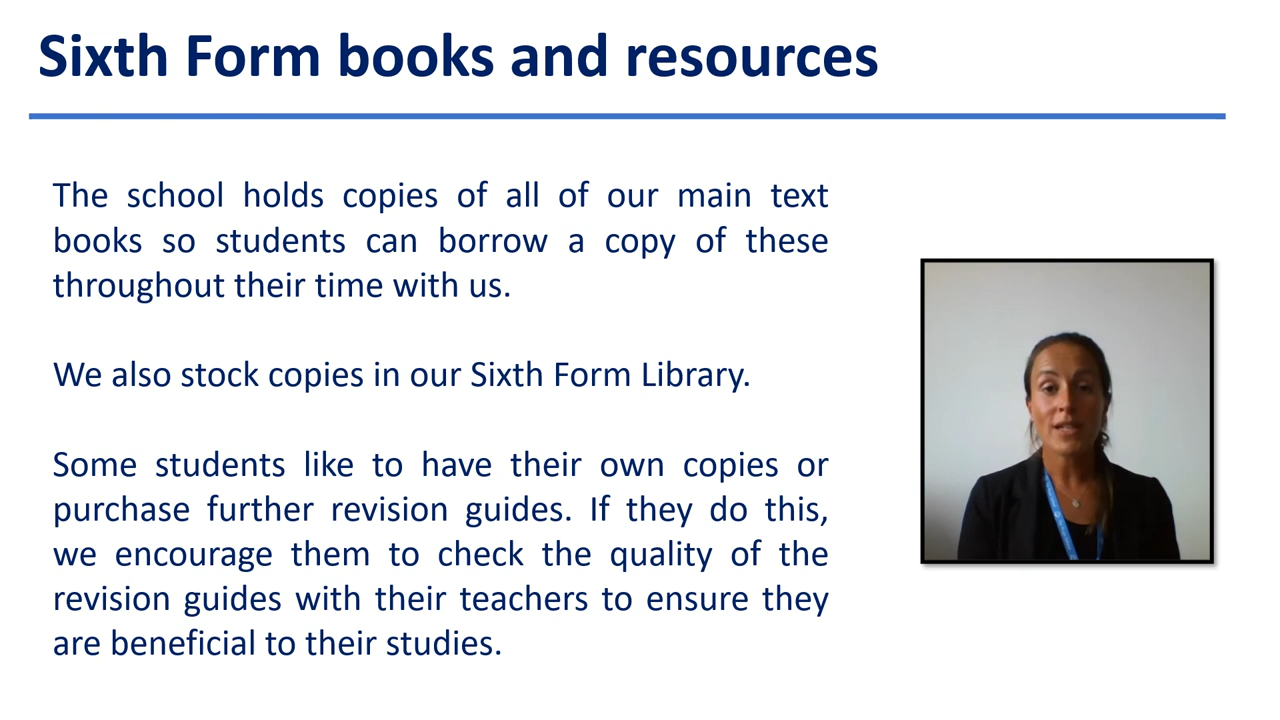 Sixth Form books and resources
The school holds copies of all of our main text
books so students can borrow a copy of these
throughout their time with us.
We also stock copies in our Sixth Form Library.
Some students like to have their own copies or
purchase further revision guides. If they do this,
we encourage them to check the quality of the
revision guides with their teachers to ensure they
are beneficial to their studies.